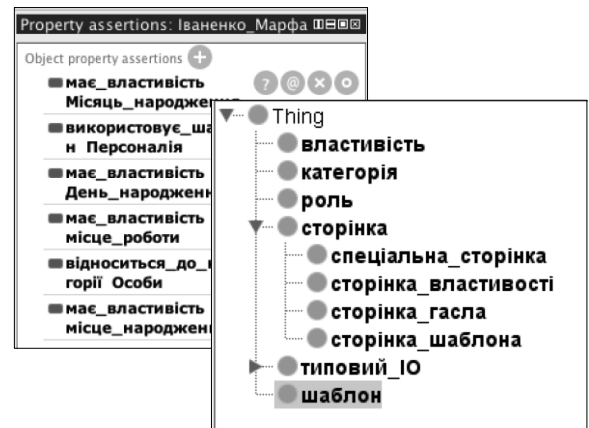 Property assertions: Іваненко_Марфа
Object property assertions
має_властивість
Місяць_народження
використовує_ша
н Персоналія
має_властивість
День_народженн
має_властивість
місце_роботи
відноситься_до_
горії Особи
має_властивість
місце_народжен
Thing
властивість
категорія
роль
сторінка
спеціальна_сторінка
сторінка_властивості
сторінка_гасла
сторінка_шаблона
типовий_ІО
шаблон